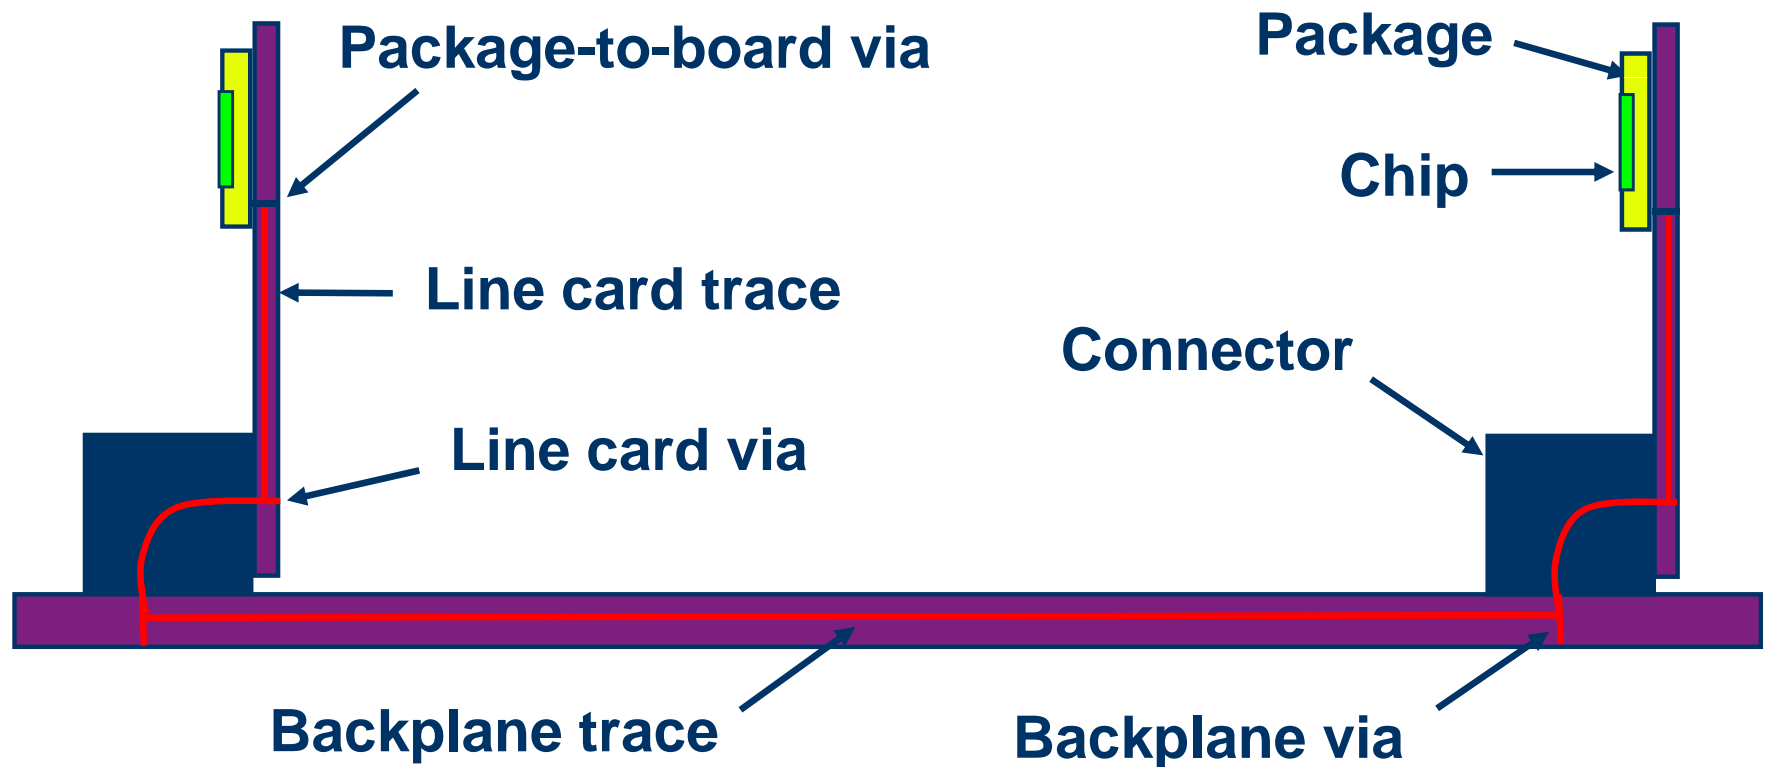 Package-to-board via
Package
Chip
Line card trace
Connector
Line card via
Backplane trace
Backplane via